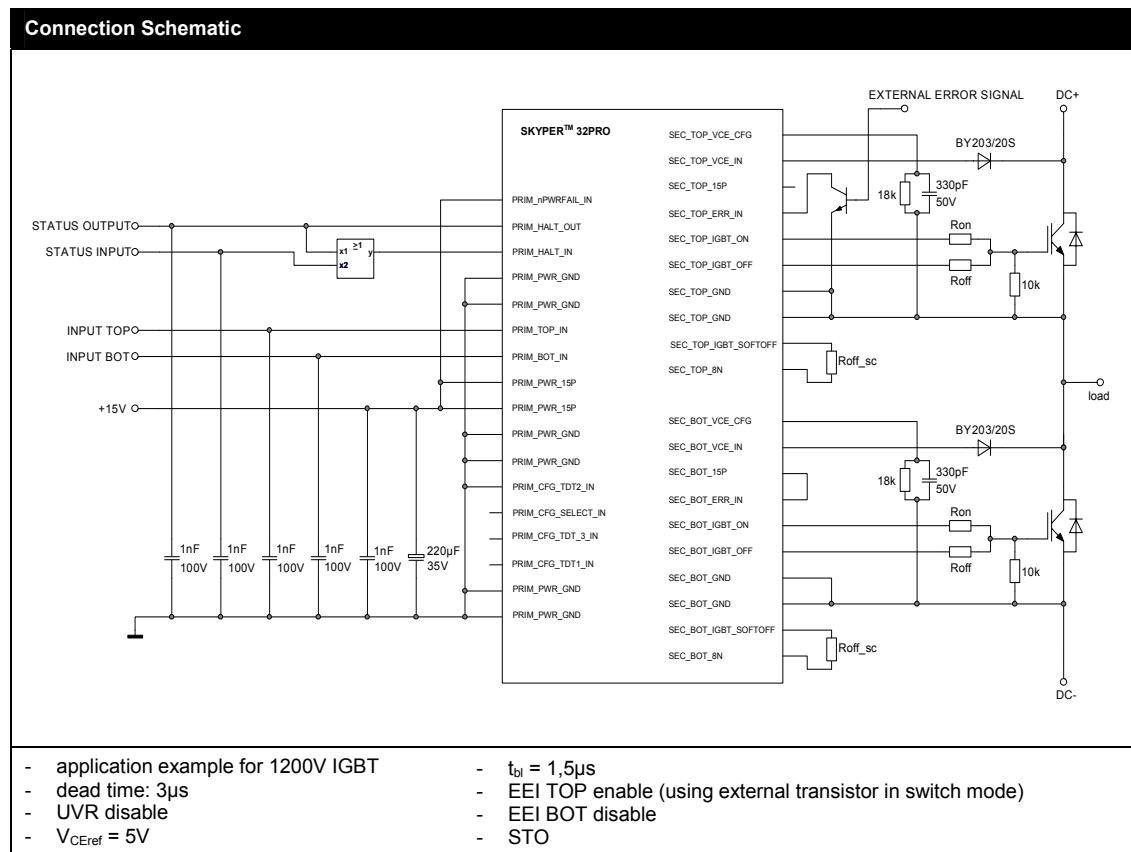 Connection Schematic
EXTERNAL ERROR SIGNAL
DC+
SKYPER™ 32PRO
SEC_TOP_VCE_CFG
BY203/20S
SEC_TOP_VCE_IN
SEC_TOP_15P
18k
330pF
50V
PRIM_nPWRFAIL_IN
SEC_TOP_ERR_IN
STATUS OUTPUT
PRIM_HALT_OUT
SEC_TOP_IGBT_ON
Ron
x1
≥1
y
x2
STATUS INPUT
PRIM_HALT_IN
SEC_TOP_IGBT_OFF
Roff
10k
PRIM_PWR_GND
SEC_TOP_GND
PRIM_PWR_GND
SEC_TOP_GND
INPUT TOP
PRIM_TOP_IN
SEC_TOP_IGBT_SOFTOFF
INPUT BOT
PRIM_BOT_IN
SEC_TOP_8N
Roff_sc
PRIM_PWR_15P
load
+15V
PRIM_PWR_15P
SEC_BOT_VCE_CFG
PRIM_PWR_GND
SEC_BOT_VCE_IN
BY203/20S
PRIM_PWR_GND
SEC_BOT_15P
18k
330pF
50V
PRIM_CFG_TDT2_IN
SEC_BOT_ERR_IN
PRIM_CFG_SELECT_IN
SEC_BOT_IGBT_ON
Ron
PRIM_CFG_TDT_3_IN
SEC_BOT_IGBT_OFF
Roff
10k
PRIM_CFG_TDT1_IN
SEC_BOT_GND
1nF
100V
1nF
100V
1nF
100V
1nF
100V
1nF
100V
220µF
35V
PRIM_PWR_GND
SEC_BOT_GND
PRIM_PWR_GND
SEC_BOT_IGBT_SOFTOFF
SEC_BOT_8N
Roff_sc
DC-
- application example for 1200V IGBT
- dead time: 3µs
- UVR disable
- VCEref = 5V
- tbl = 1,5µs
- EEI TOP enable (using external transistor in switch mode)
- EEI BOT disable
- STO